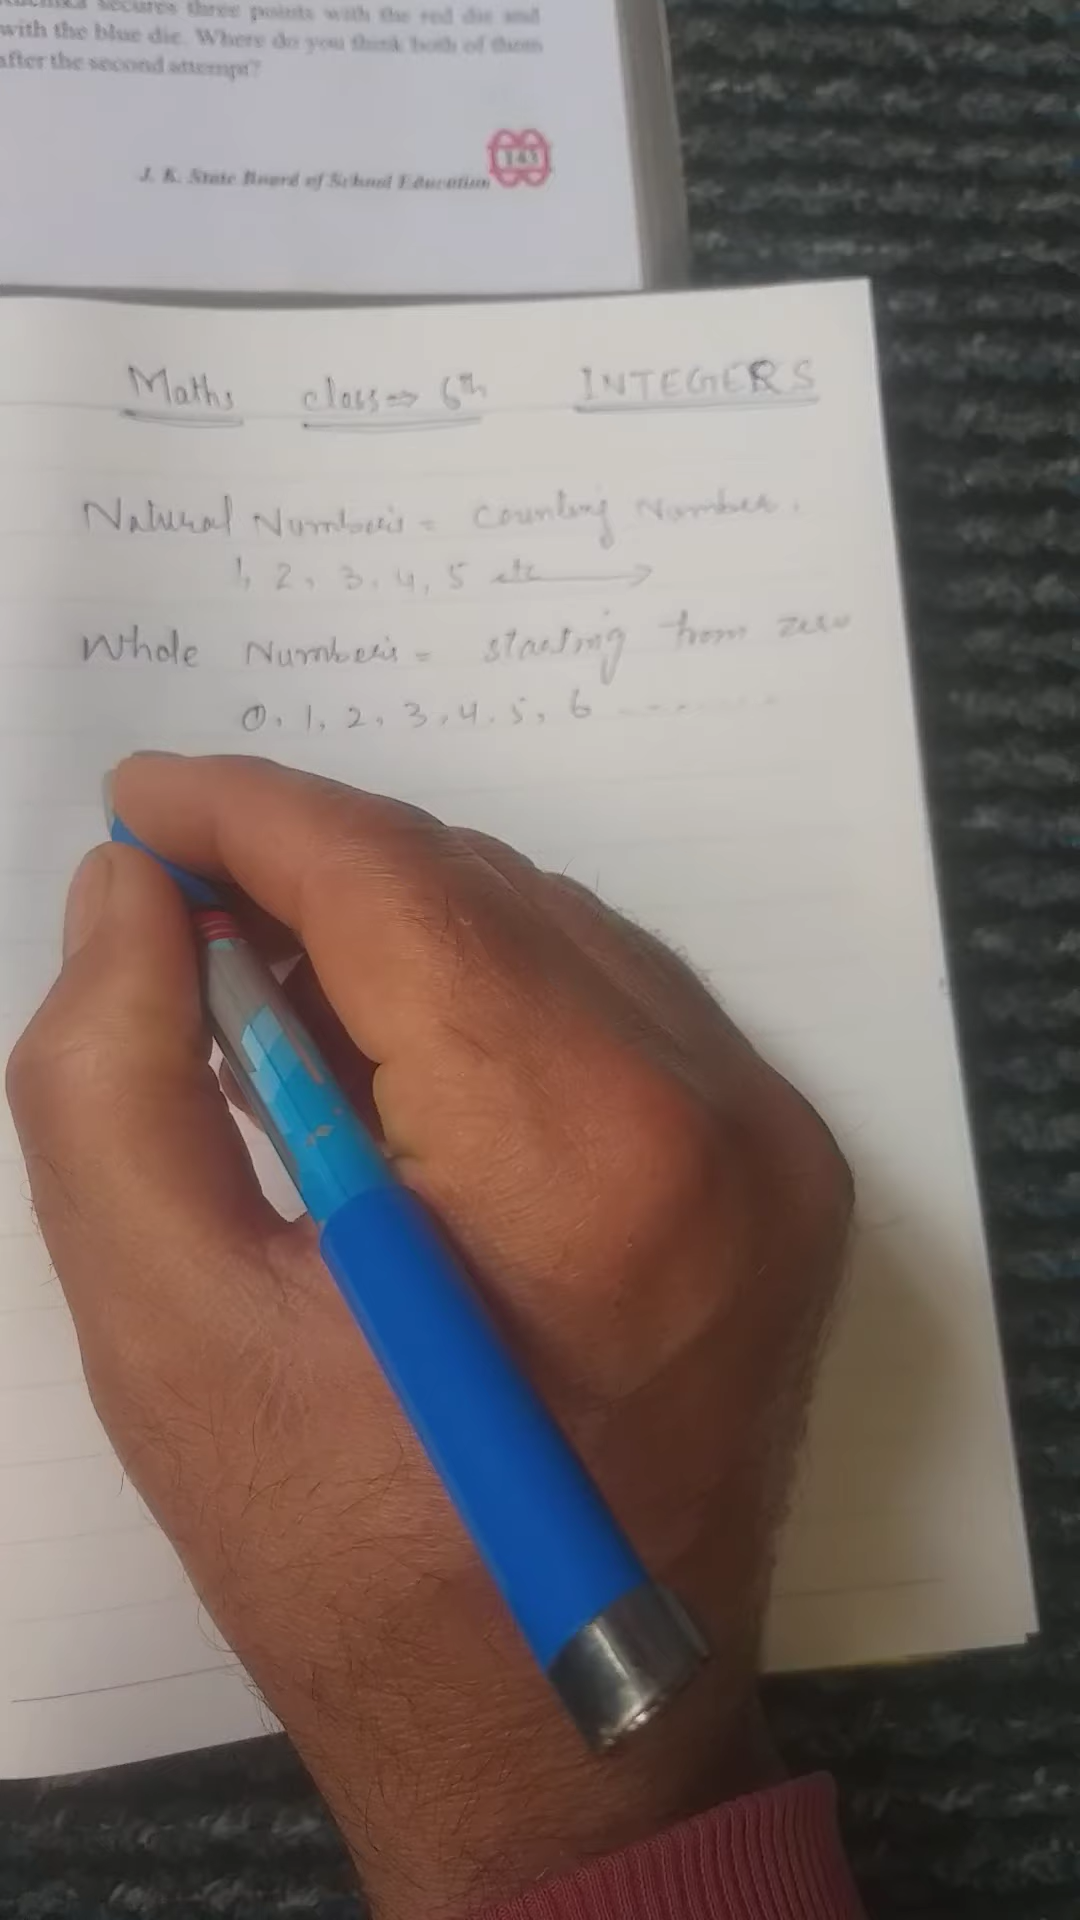 secures three points with the red die and
with the blue die. Where do you think both of them
after the second attempt?
143
J. K. State Board of School Education
Maths class⇒ 6th INTEGERS
Natural Numbers = Counting Number.
1, 2, 3, 4, 5 etc →
Whole Numbers = starting from zero
0, 1, 2, 3, 4, 5, 6 -------